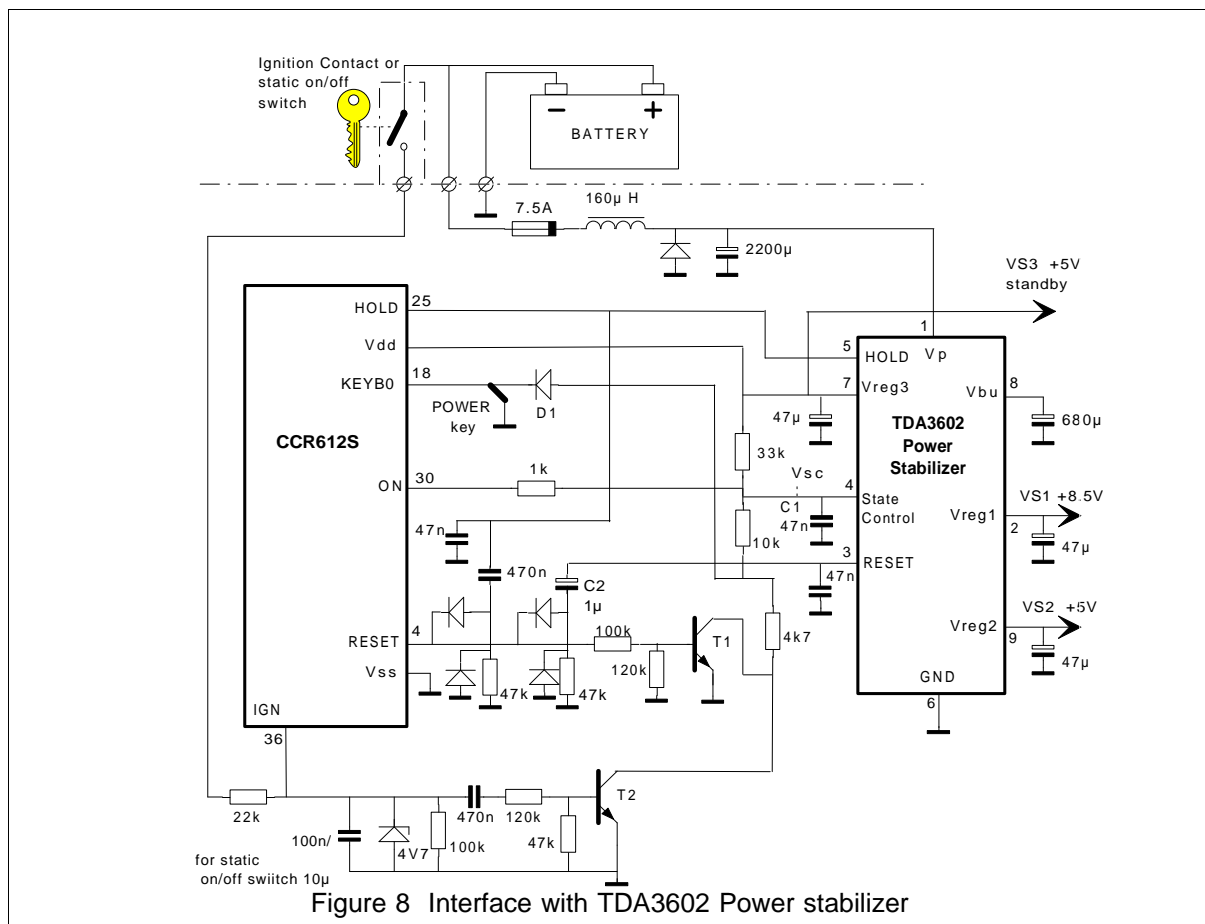 Ignition Contact or
static on/off
switch
BATTERY
7.5A
160µ H
2200µ
VS3 +5V
standby
HOLD
25
Vdd
KEYB0
18
POWER
key
D1
CCR612S
ON
30
1k
47n
470n
C2
1µ
RESET
4
Vss
47k
47k
100k
120k
T1
IGN
36
33k
47µ
Vsc
C1
47n
10k
47n
4k7
1
5
HOLD
Vp
7
Vreg3
Vbu
8
680µ
TDA3602
Power
Stabilizer
4
State
Control
VS1 +8.5V
Vreg1
2
47µ
3
RESET
VS2 +5V
Vreg2
9
47µ
GND
6
22k
100n/
4V7
100k
470n
120k
47k
T2
for static
on/off swiitch 10µ
Figure 8 Interface with TDA3602 Power stabilizer